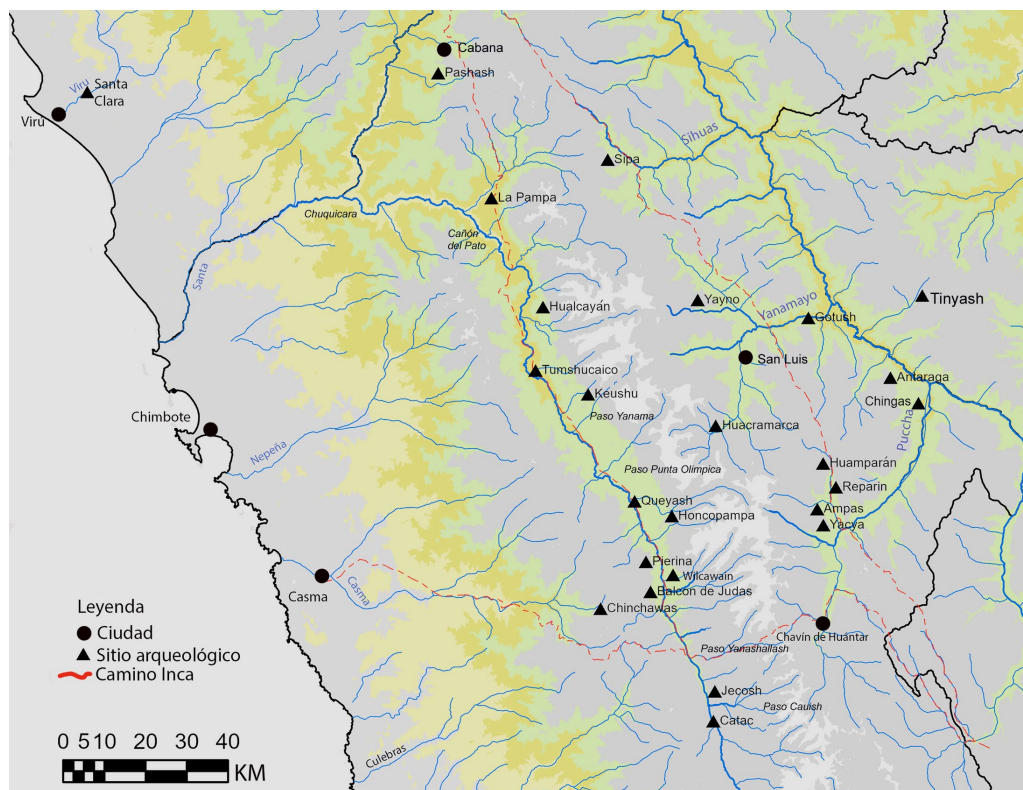 Cabana
Pashash
Viru
Santa
Clara
Virú
Sihuas
Sipa
La Pampa
Chuquicara
Cañón
del Pato
Santa
Hualcayán
Yayno
Yanamayo
Tinyash
Gotush
San Luis
Tumshucaico
Antaraga
Keushu
Chingas
Paso Yanama
Chimbote
Huacramarca
Puccha
Nepeña
Paso Punta Olimpica
Huamparán
Reparin
Queyash
Ampas
Honcopampa
Yacya
Pierina
Wilcawain
Casma
Casma
Balcon de Judas
Chinchawas
Leyenda
Ciudad
Sitio arqueológico
Camino Inca
Chavín de Huántar
Paso Yanashallash
Jecosh
Paso Cauish
Catac
Culebras
0 5 10 20 30 40
KM